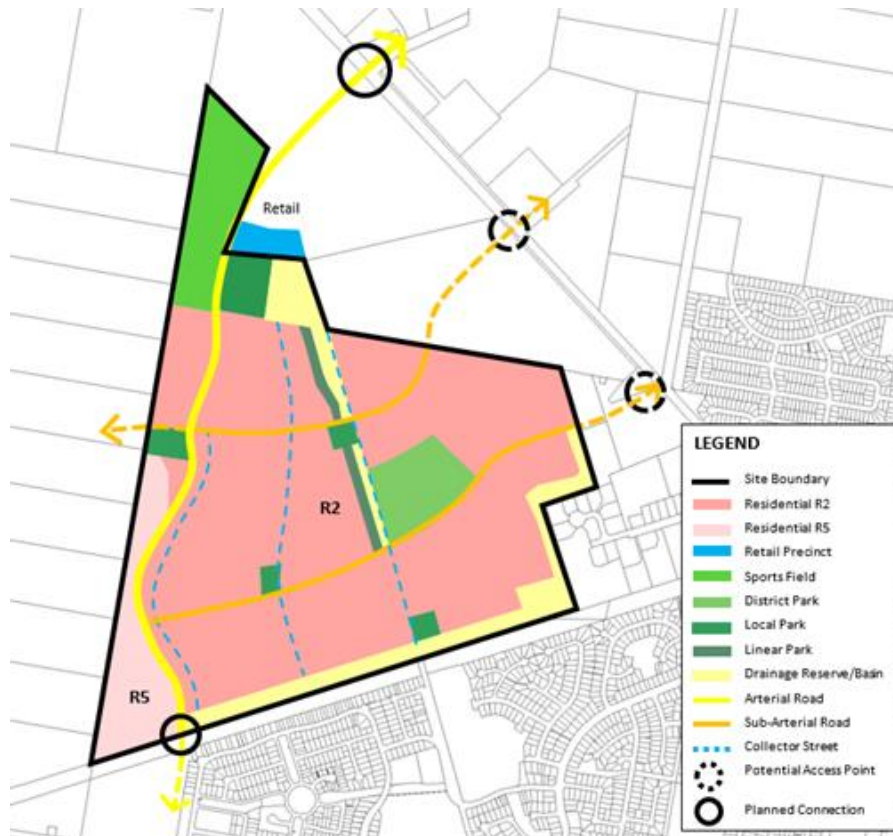 Retail
R2
R5
LEGEND
Site Boundary
Residential R2
Residential R5
Retail Precinct
Sports Field
District Park
Local Park
Linear Park
Drainage Reserve/Basin
Arterial Road
Sub-Arterial Road
Collector Street
Potential Access Point
Planned Connection